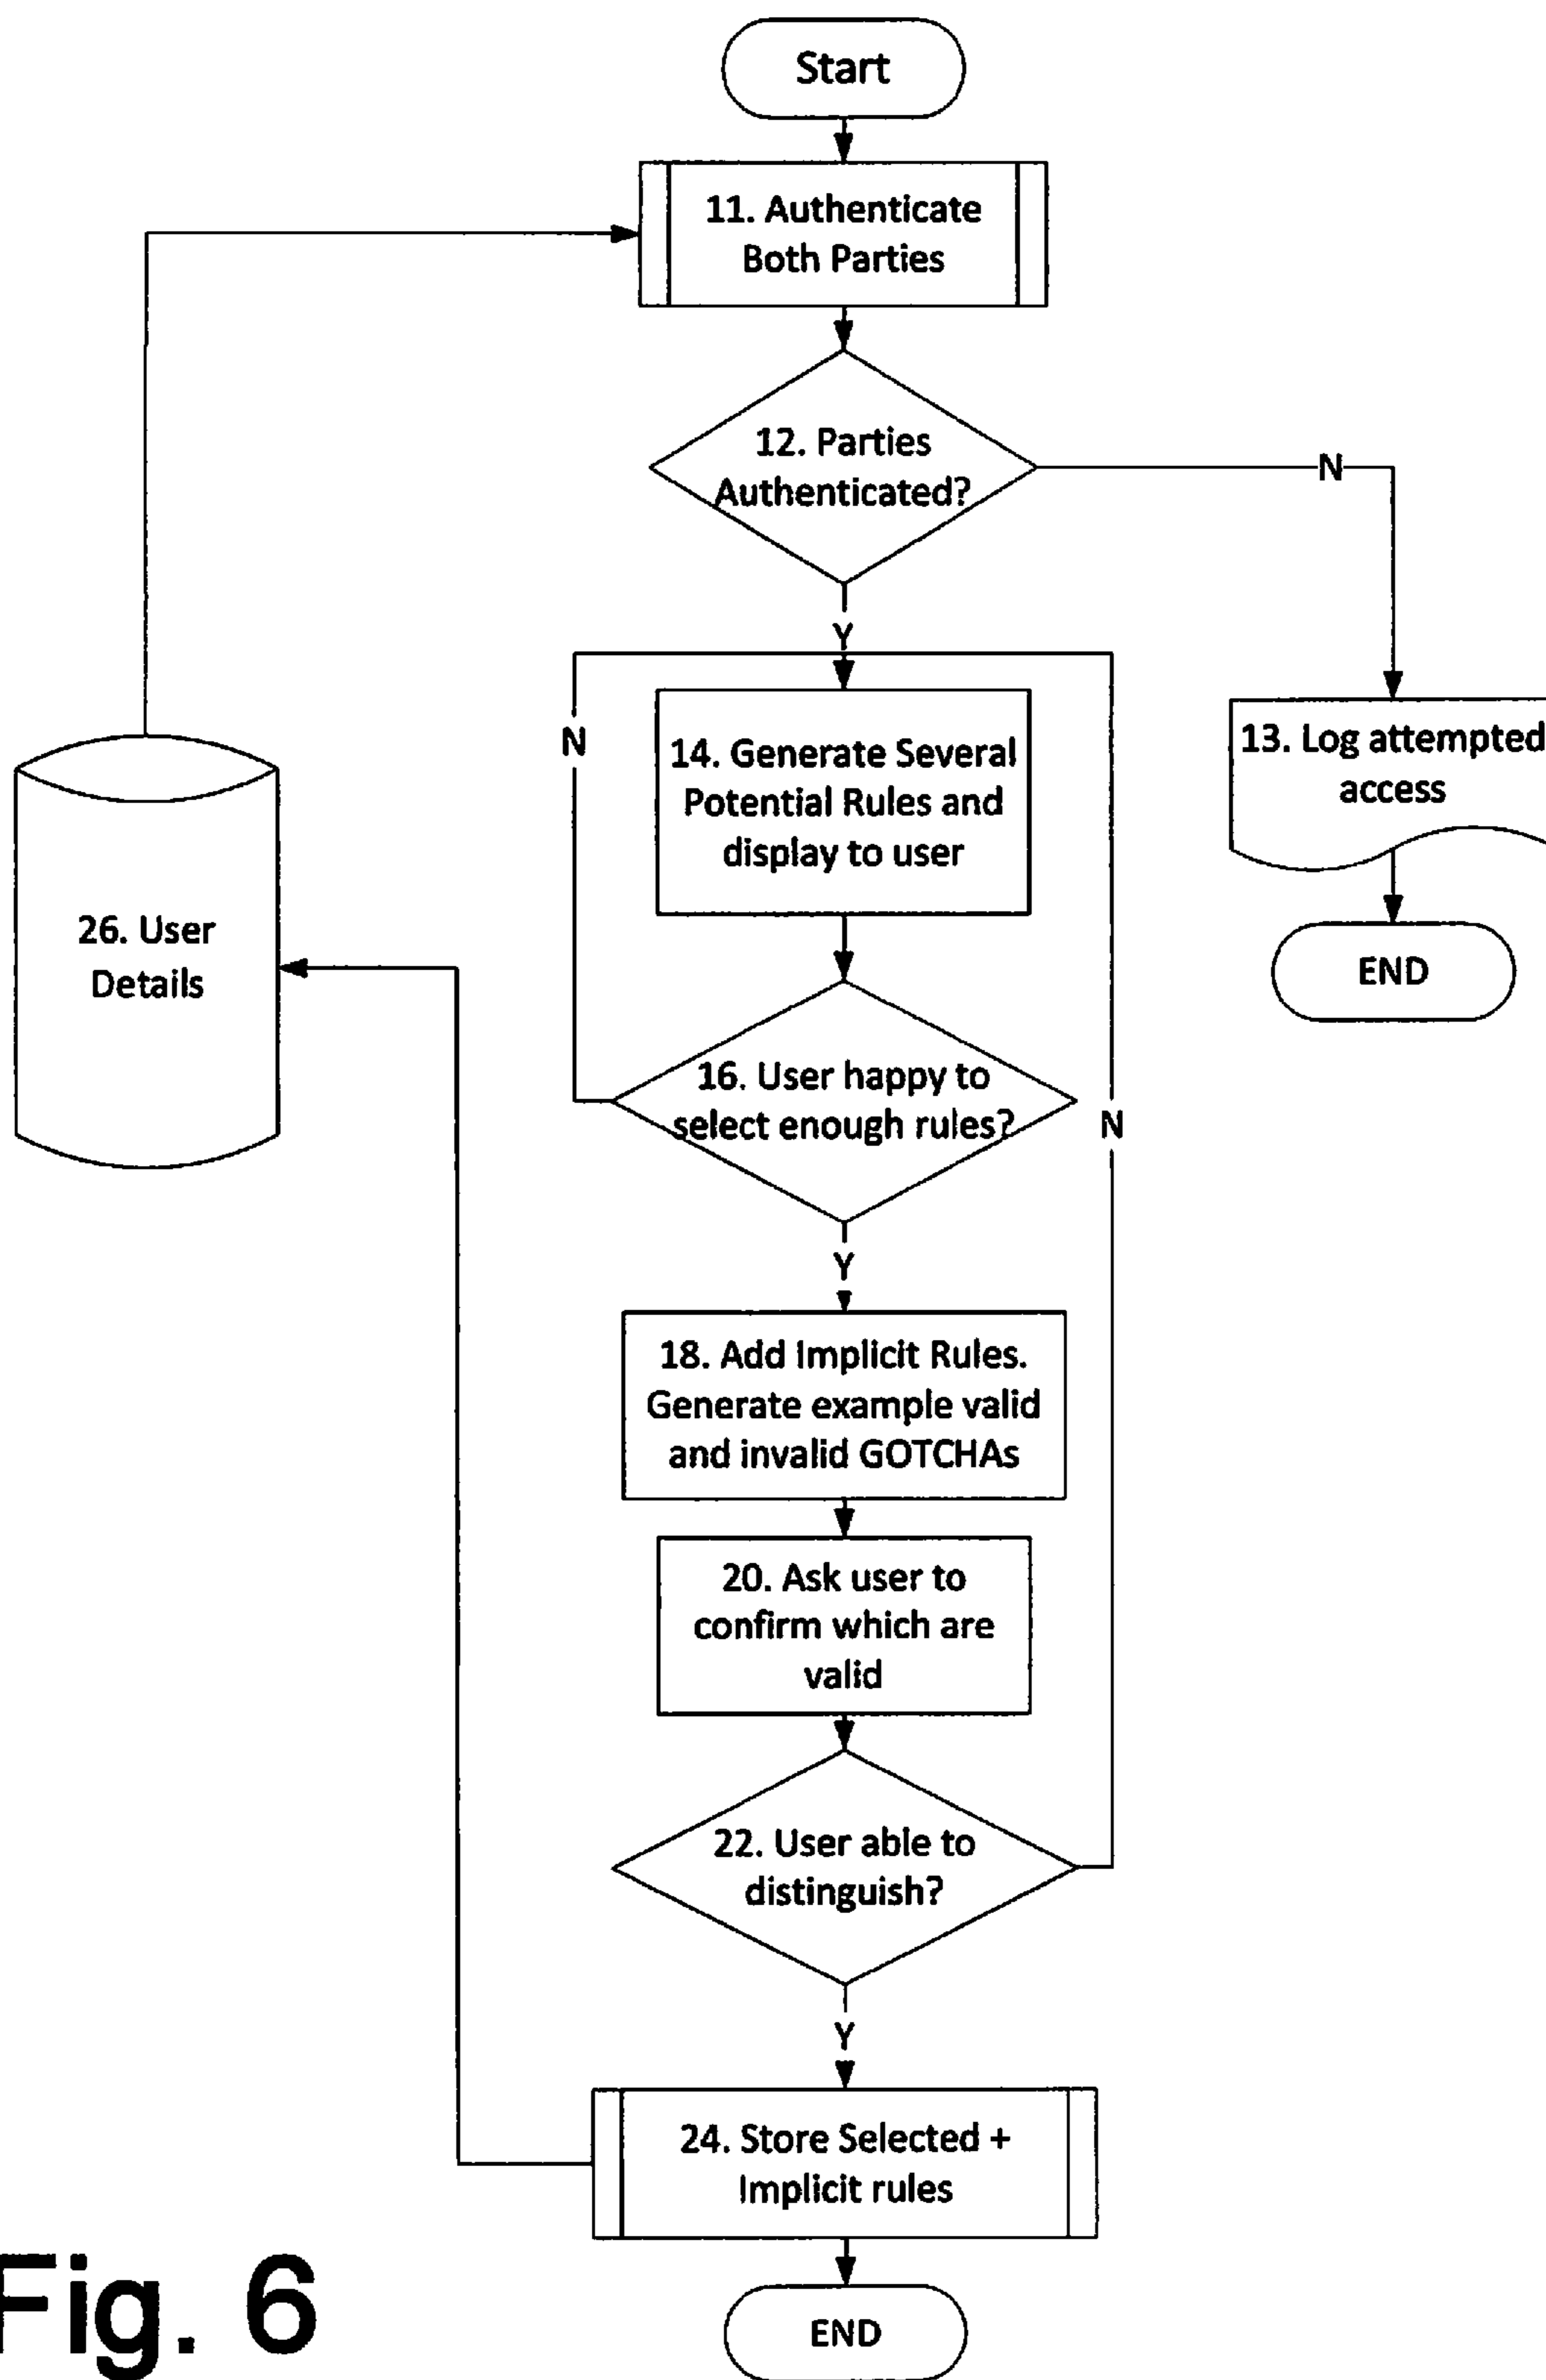 Start
11. Authenticate
Both Parties
12. Parties
Authenticated?
N
Y
N
14. Generate Several
Potential Rules and
display to user
13. Log attempted
access
26. User
Details
END
16. User happy to
select enough rules?
N
Y
18. Add Implicit Rules.
Generate example valid
and invalid GOTCHAs
20. Ask user to
confirm which are
valid
22. User able to
distinguish?
Y
24. Store Selected +
Implicit rules
END
Fig. 6